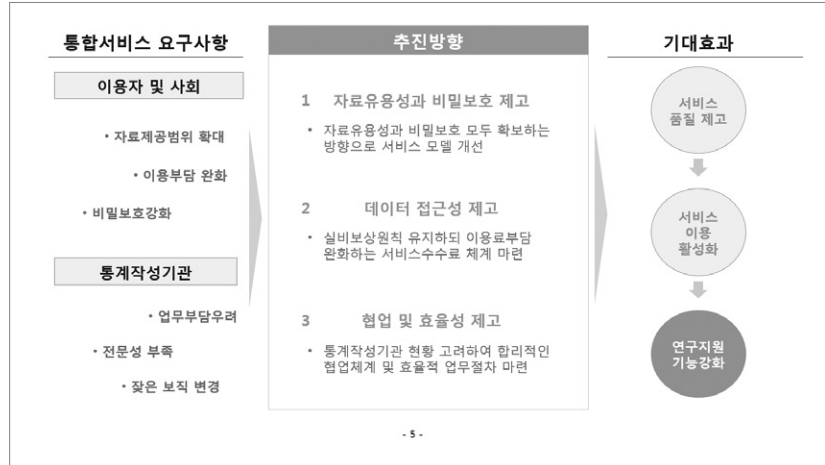 통합서비스 요구사항
이용자 및 사회
• 자료제공범위 확대
• 이용부담 완화
• 비밀보호강화
통계작성기관
• 업무부담우려
• 전문성 부족
• 잦은 보직 변경
추진방향
1 자료유용성과 비밀보호 제고
• 자료유용성과 비밀보호 모두 확보하는
방향으로 서비스 모델 개선
2 데이터 접근성 제고
• 실비보상원칙 유지하되 이용료부담
완화하는 서비스수수료 체계 마련
3 협업 및 효율성 제고
• 통계작성기관 현황 고려하여 합리적인
협업체계 및 효율적 업무절차 마련
기대효과
서비스
품질 제고
서비스
이용
활성화
연구지원
기능강화
- 5 -